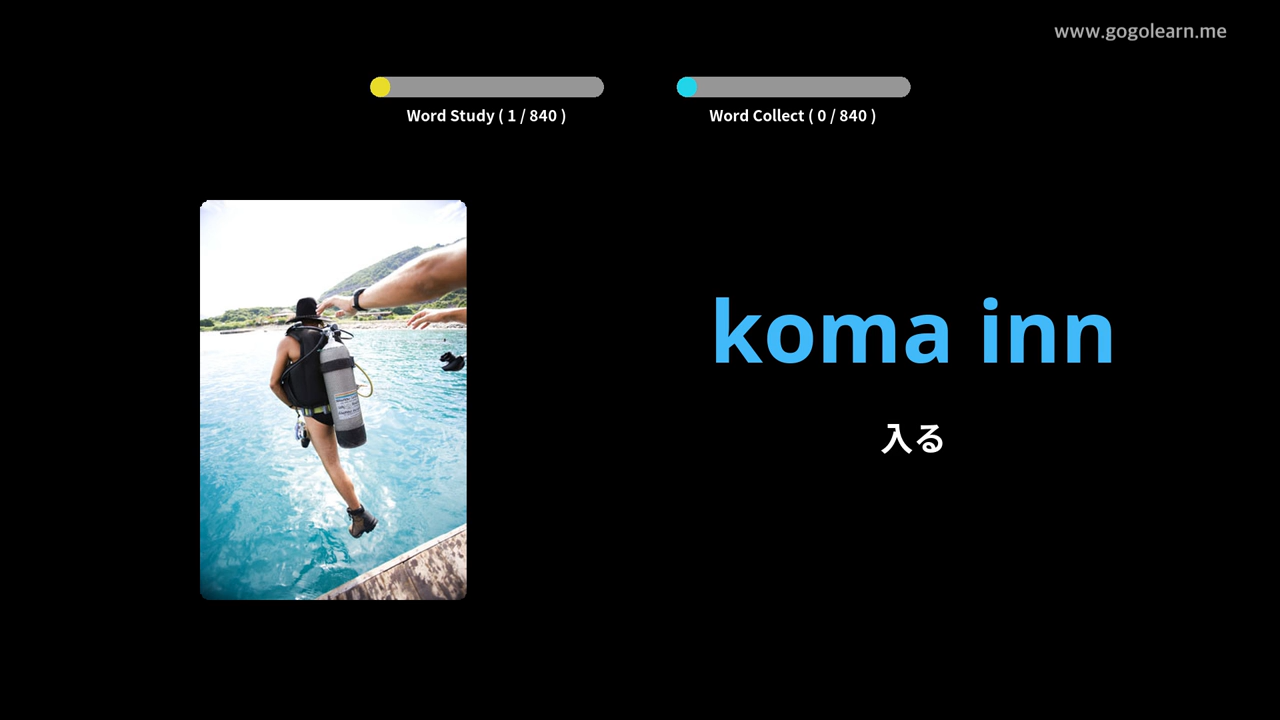 www.gogolearn.me
Word Study ( 1 / 840 )
Word Collect ( 0 / 840 )
koma inn
入る